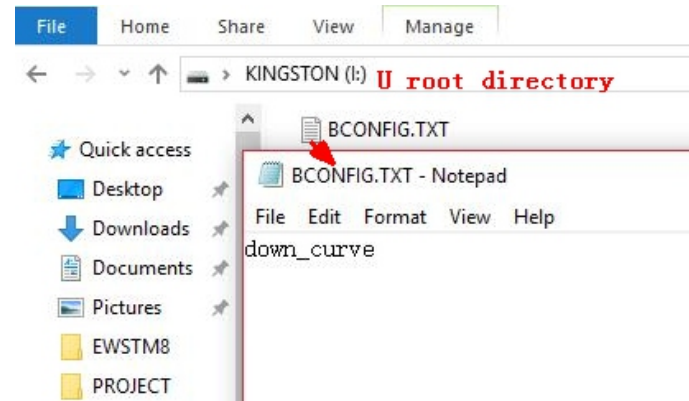 File Home Share View Manage
KINGSTON (I:) U root directory
BCONFIG.TXT
Quick access
Desktop
Downloads
Documents
Pictures
EWSTM8
PROJECT
BCONFIG.TXT - Notepad
File Edit Format View Help
down_curve